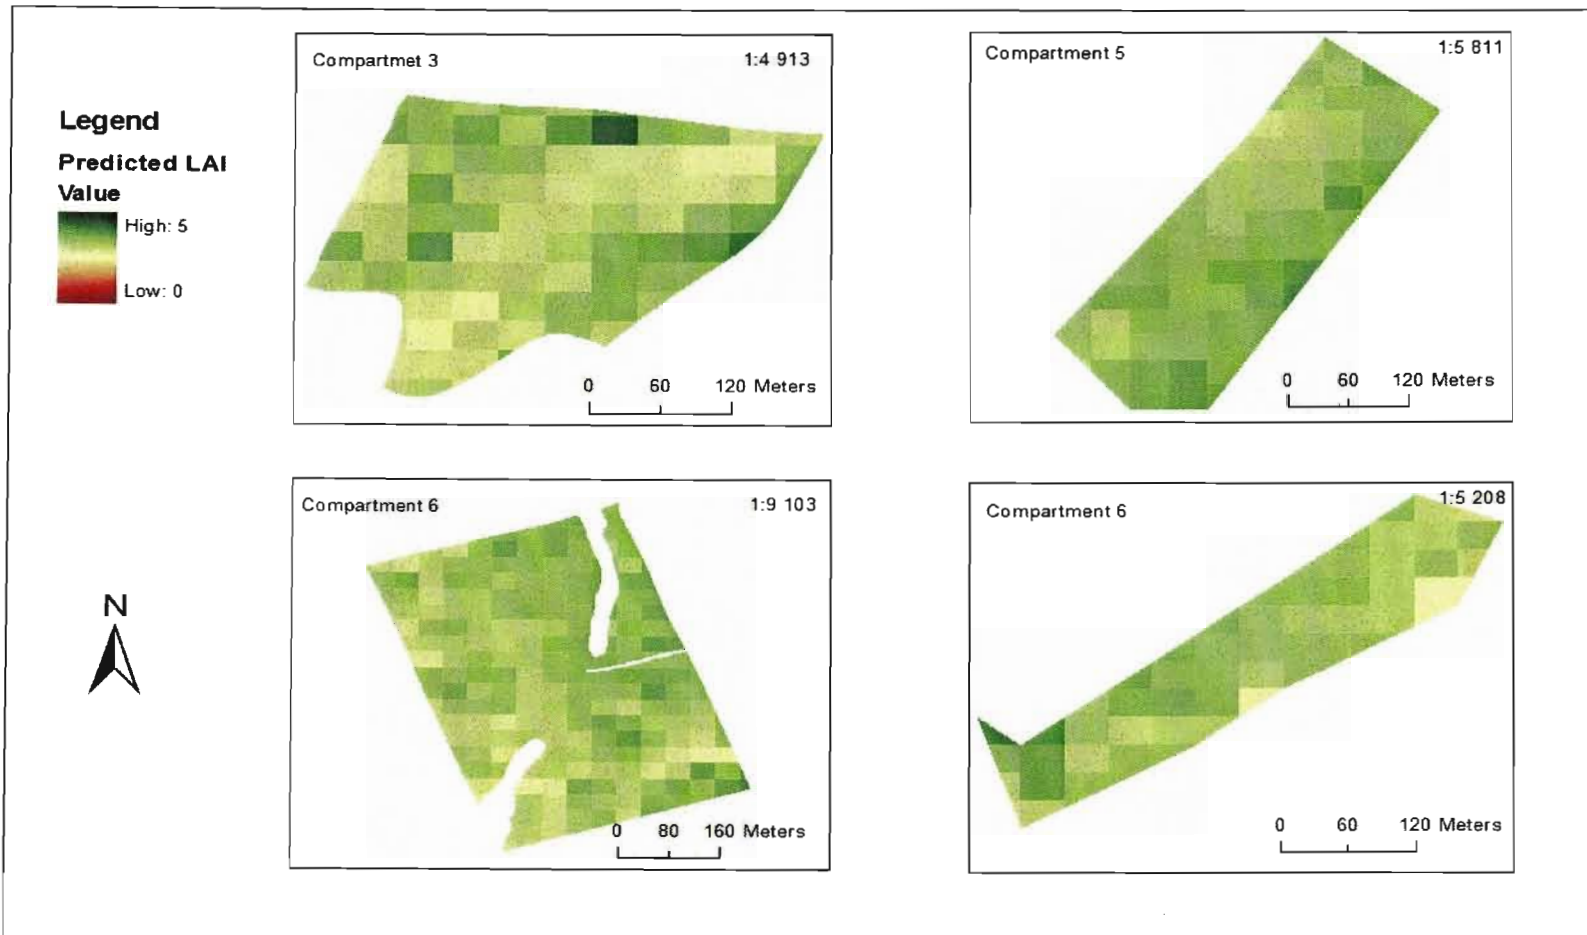 Legend
Predicted LAI
Value
High: 5
Low: 0
N
Compartmet 3
1:4 913
0 60 120 Meters
Compartment 5
1:5 811
0 60 120 Meters
Compartment 6
1:9 103
0 80 160 Meters
Compartment 6
1:5 208
0 60 120 Meters